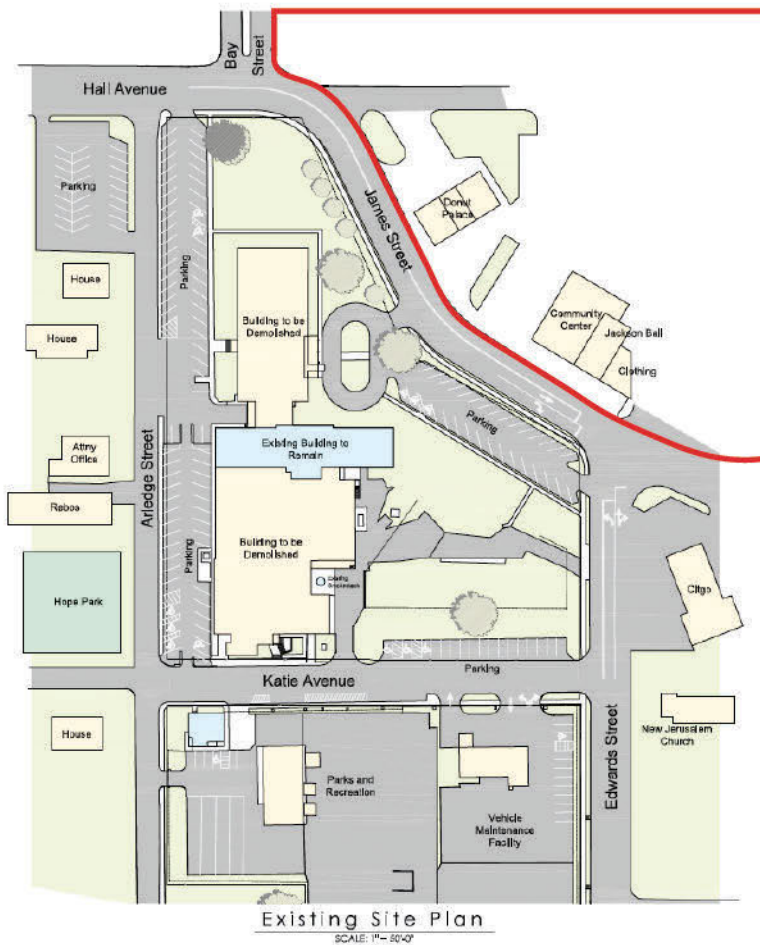 Bay
Street
Hall Avenue
Parking
Donut
Palace
James Street
Parking
House
Community
Center
Jackson Bail
Building to be
Demolished
House
Clothing
Parking
Existing Building to
Remain
Attny
Office
Arledge Street
Building to be
Demolished
Parking
Existing
Smokestack
Hope Park
Citgo
Parking
Katie Avenue
House
New Jerusalem
Church
Edwards Street
Parks and
Recreation
Vehicle
Maintenance
Facility
Existing Site Plan
SCALE: 1"= 50'-0"